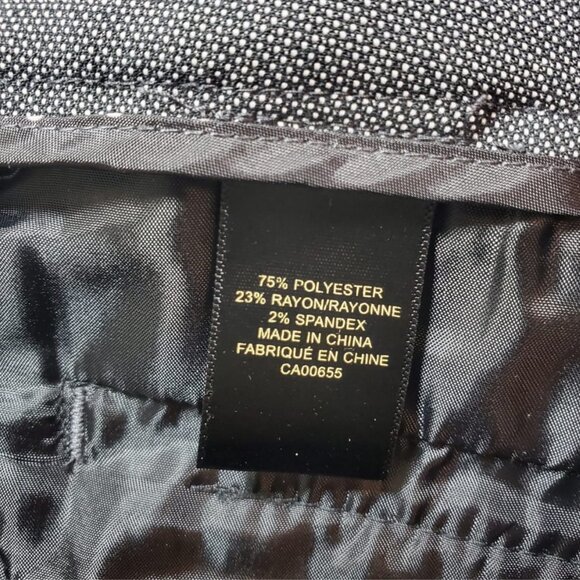 75% POLYESTER
23% RAYON/RAYONNE
2% SPANDEX
MADE IN CHINA
FABRIQUÉ EN CHINE
CA00655